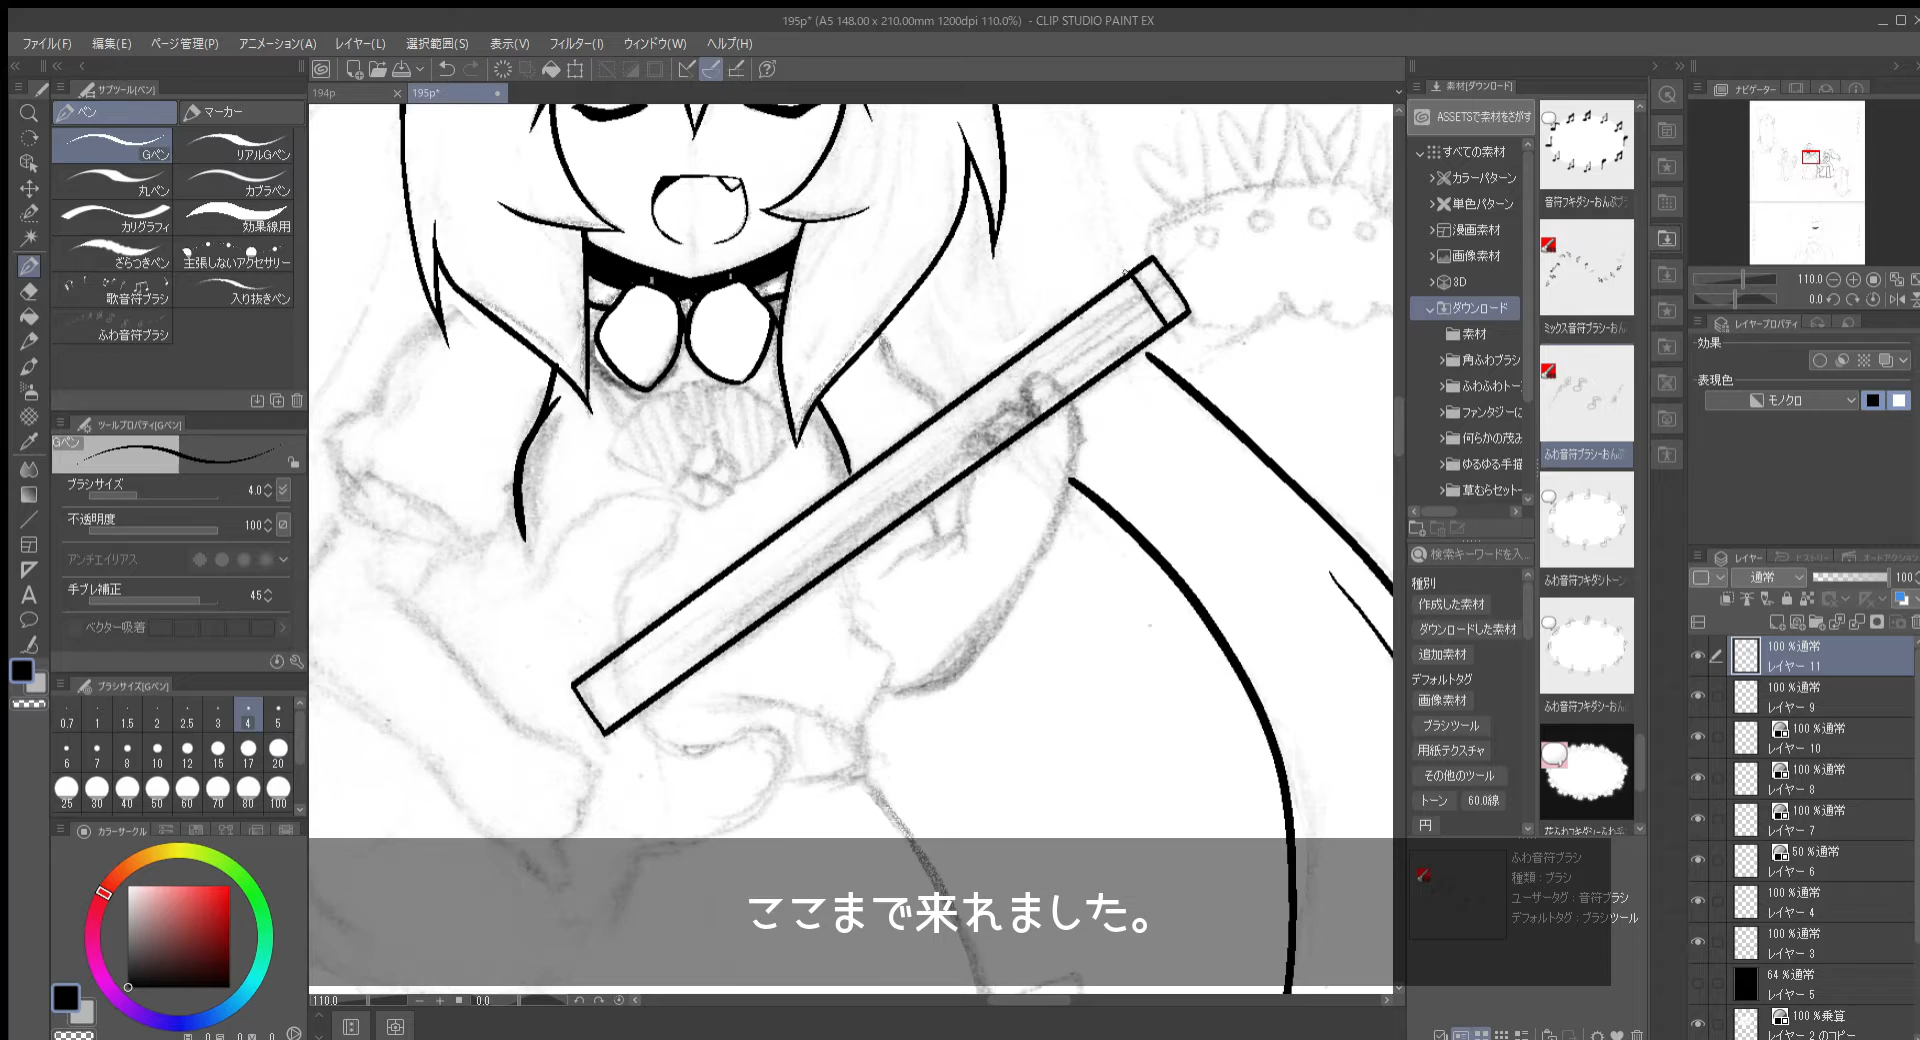 195p* (A5 148.00 x 210.00mm 1200dpi 110.0%) - CLIP STUDIO PAINT EX
ファイル(F) 編集(E) ページ管理(P) アニメーション(A) レイヤー(L) 選択範囲(S) 表示(V) フィルター(I) ウィンドウ(W) ヘルプ(H)
サブツール[ペン]
ペン
マーカー
Gペン
リアルGペン
丸ペン
カブラペン
カリグラフィ
効果線用
ざらつきペン
主張しないアクセサリー
歌音符ブラシ
入り抜きペン
ふわ音符ブラシ
ツールプロパティ[Gペン]
Gペン
ブラシサイズ 4.0
不透明度 100
アンチエイリアス
手ブレ補正 45
ベクター吸着
ブラシサイズ[Gペン]
0.7 1 1.5 2 2.5 3 4 5
6 7 8 10 12 15 17 20
25 30 40 50 60 70 80 100
カラーサークル
194p
195p*
ここまで来れました。
110.0
0.0
素材[ダウンロード]
ASSETSで素材をさがす
すべての素材
カラーパターン
単色パターン
漫画素材
画像素材
3D
ダウンロード
素材
角ふわブラシ
ふわふわトー
ファンタジーに
何らかの茂み
ゆるゆる手描
草むらセット
検索キーワードを入...
種別
作成した素材
ダウンロードした素材
追加素材
デフォルトタグ
画像素材
ブラシツール
用紙テクスチャ
その他のツール
トーン 60.0線
円
音符フキダシーおんぷブ
ミックス音符ブラシーおん
ふわ音符ブラシーおんぷ
ふわ音符フキダシトーン
ふわ音符フキダシーおん
ふわ音符ブラシ
種類：ブラシ
ユーザータグ：音符ブラシ
デフォルトタグ：ブラシツール
ナビゲーター
110.0
0.0
レイヤープロパティ
効果
表現色
モノクロ
レイヤー
ヒストリー
オートアクション
通常 100
100 %通常
レイヤー 11
100 %通常
レイヤー 9
100 %通常
レイヤー 10
100 %通常
レイヤー 8
100 %通常
レイヤー 7
50 %通常
レイヤー 6
100 %通常
レイヤー 4
100 %通常
レイヤー 3
64 %通常
レイヤー 5
100 %乗算
レイヤー 2 のコピー